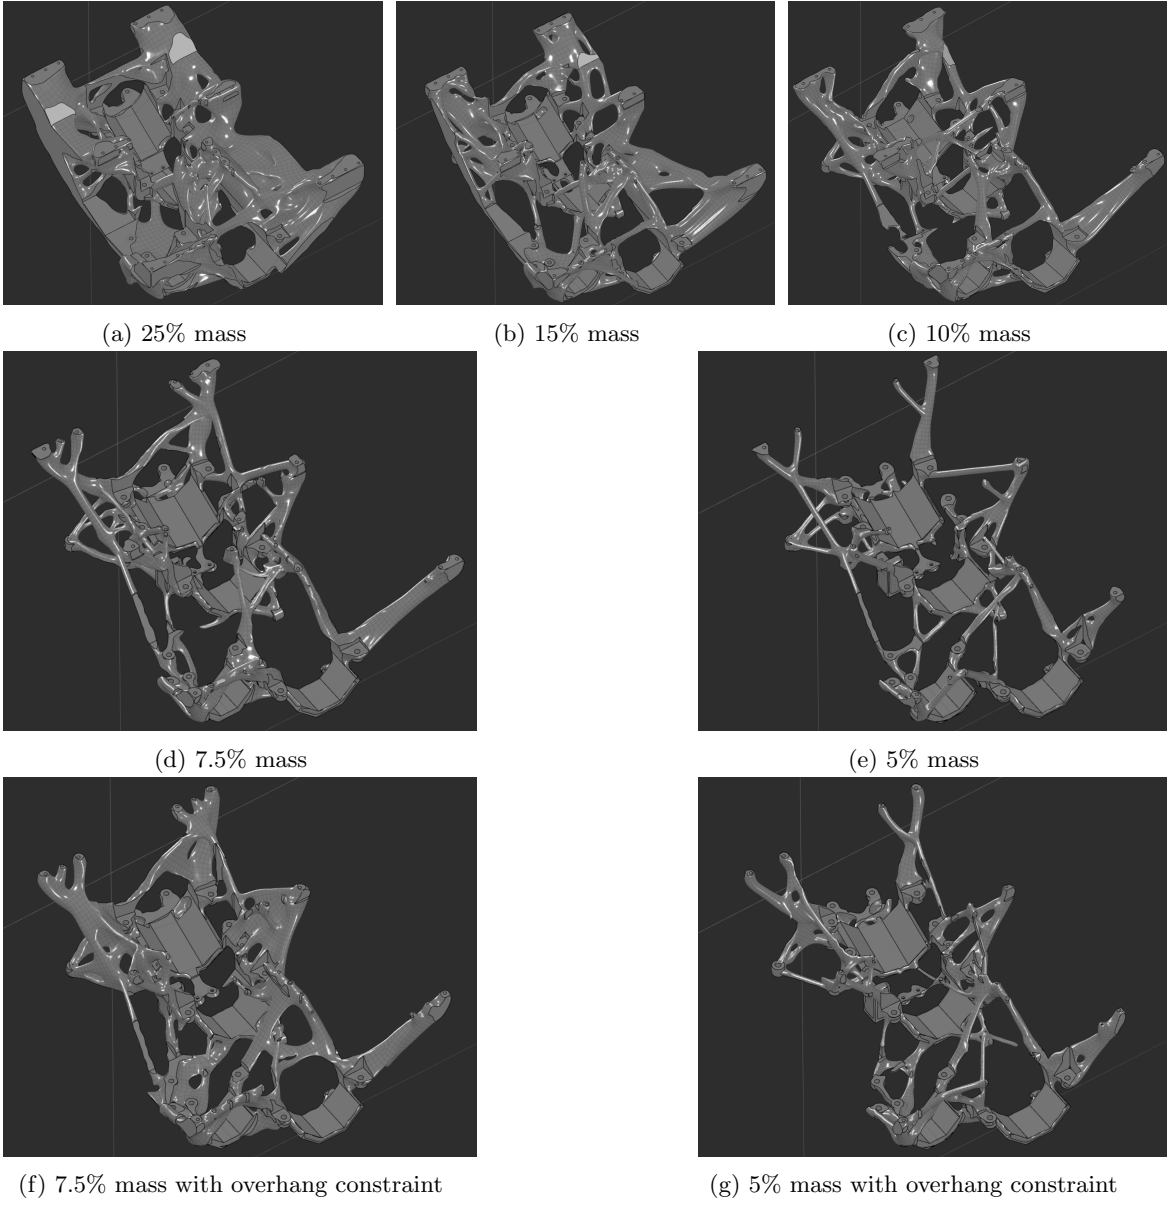 (a) 25% mass
(b) 15% mass
(c) 10% mass
(d) 7.5% mass
(e) 5% mass
(f) 7.5% mass with overhang constraint
(g) 5% mass with overhang constraint